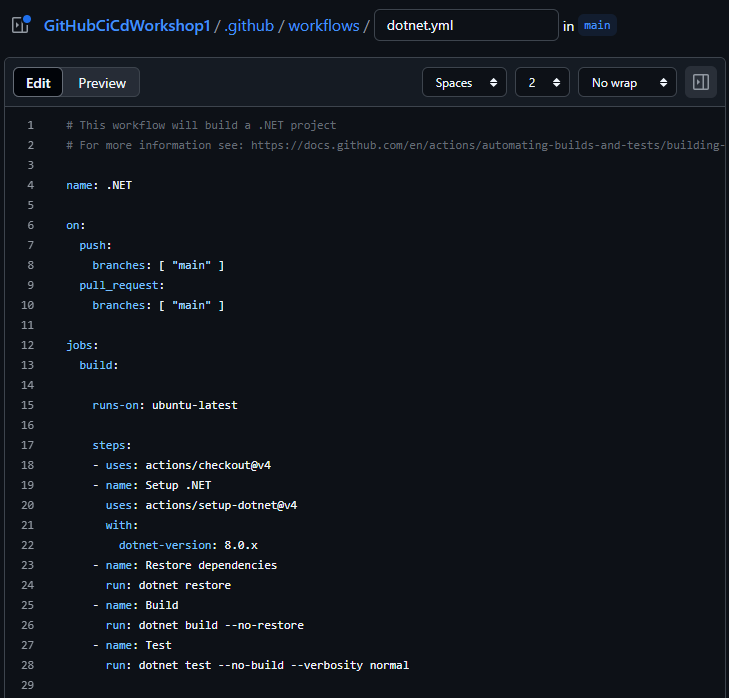 GitHubCiCdWorkshop1 / .github / workflows / dotnet.yml in main
Edit Preview Spaces 2 No wrap
1 # This workflow will build a .NET project
2 # For more information see: https://docs.github.com/en/actions/automating-builds-and-tests/building-
3
4 name: .NET
5
6 on:
7   push:
8     branches: [ "main" ]
9   pull_request:
10     branches: [ "main" ]
11
12 jobs:
13   build:
14
15     runs-on: ubuntu-latest
16
17     steps:
18     - uses: actions/checkout@v4
19     - name: Setup .NET
20       uses: actions/setup-dotnet@v4
21       with:
22         dotnet-version: 8.0.x
23     - name: Restore dependencies
24       run: dotnet restore
25     - name: Build
26       run: dotnet build --no-restore
27     - name: Test
28       run: dotnet test --no-build --verbosity normal
29